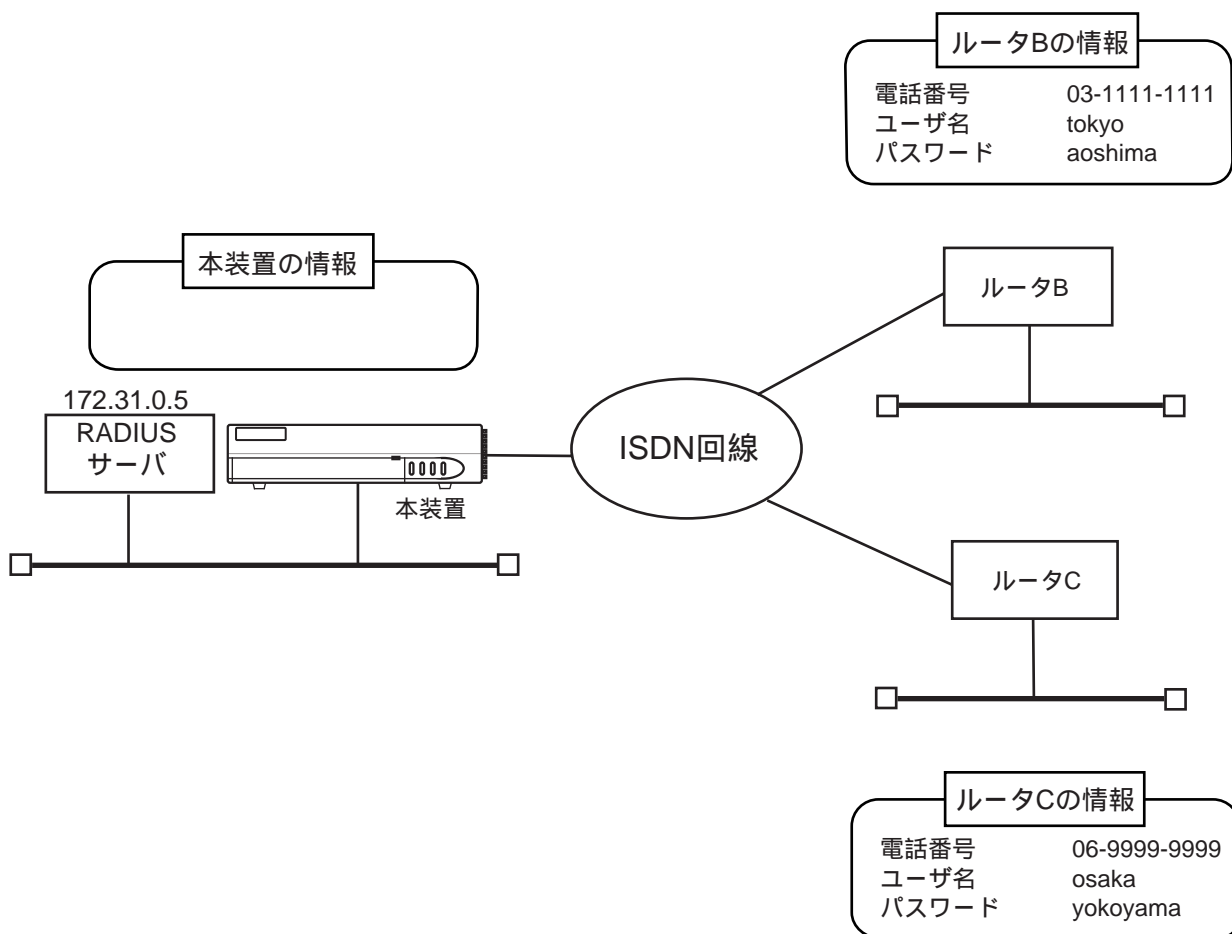 ルータBの情報
電話番号 03-1111-1111
ユーザ名 tokyo
パスワード aoshima
本装置の情報
ルータB
172.31.0.5
RADIUS
サーバ
本装置
ISDN回線
ルータC
ルータCの情報
電話番号 06-9999-9999
ユーザ名 osaka
パスワード yokoyama